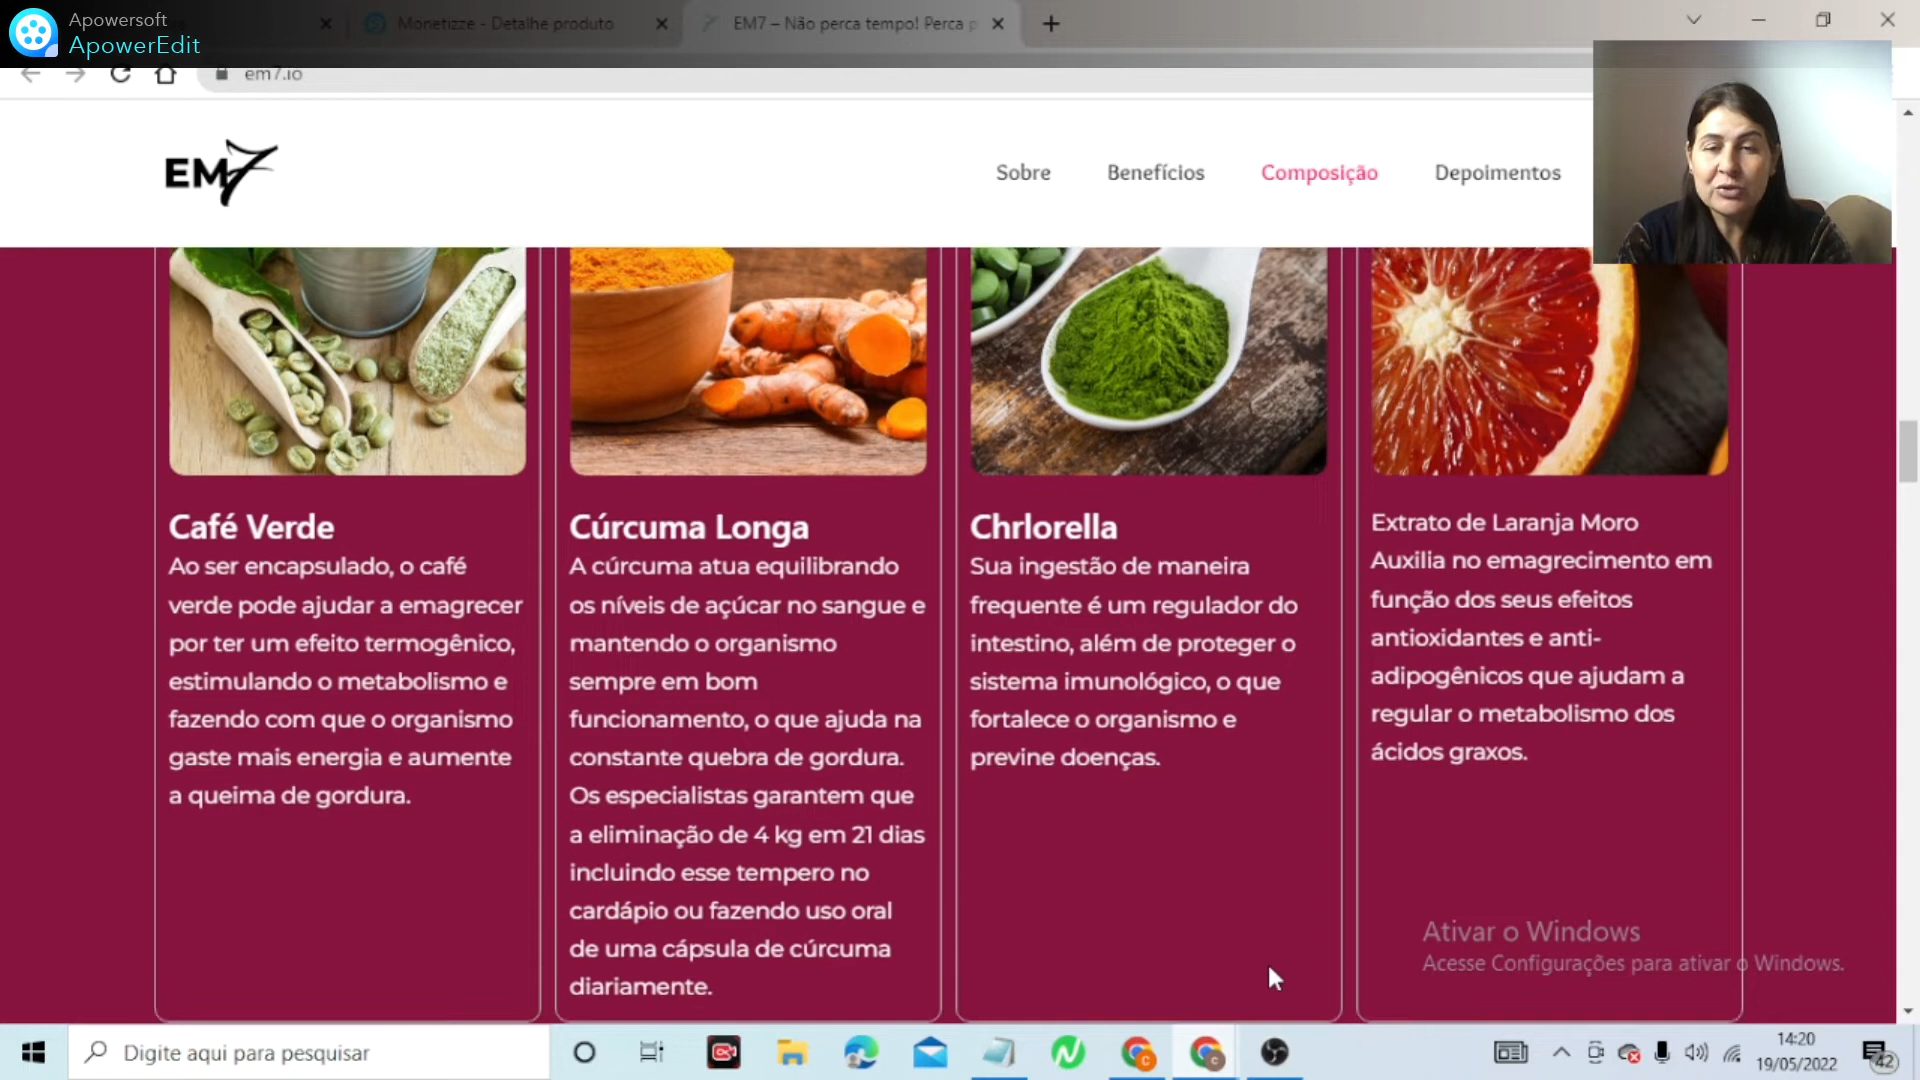 Apowersoft
ApowerEdit
Monetizze - Detalhe produto
EM7 – Não perca tempo! Perca p
em7.io
EM7
Sobre
Benefícios
Composição
Depoimentos
Café Verde
Ao ser encapsulado, o café
verde pode ajudar a emagrecer
por ter um efeito termogênico,
estimulando o metabolismo e
fazendo com que o organismo
gaste mais energia e aumente
a queima de gordura.
Cúrcuma Longa
A cúrcuma atua equilibrando
os níveis de açúcar no sangue e
mantendo o organismo
sempre em bom
funcionamento, o que ajuda na
constante quebra de gordura.
Os especialistas garantem que
a eliminação de 4 kg em 21 dias
incluindo esse tempero no
cardápio ou fazendo uso oral
de uma cápsula de cúrcuma
diariamente.
Chrlorella
Sua ingestão de maneira
frequente é um regulador do
intestino, além de proteger o
sistema imunológico, o que
fortalece o organismo e
previne doenças.
Extrato de Laranja Moro
Auxilia no emagrecimento em
função dos seus efeitos
antioxidantes e anti-
adipogênicos que ajudam a
regular o metabolismo dos
ácidos graxos.
Ativar o Windows
Acesse Configurações para ativar o Windows.
Digite aqui para pesquisar
14:20
19/05/2022
42